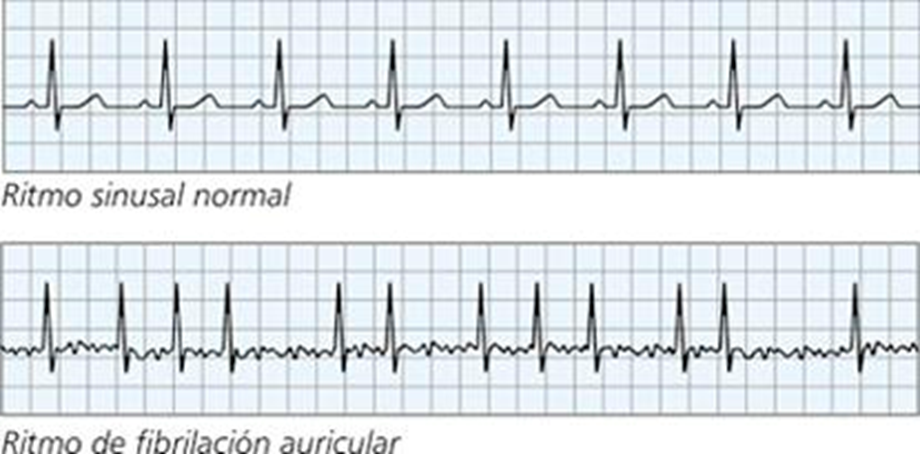 Ritmo sinusal normal
Ritmo de fibrilación auricular